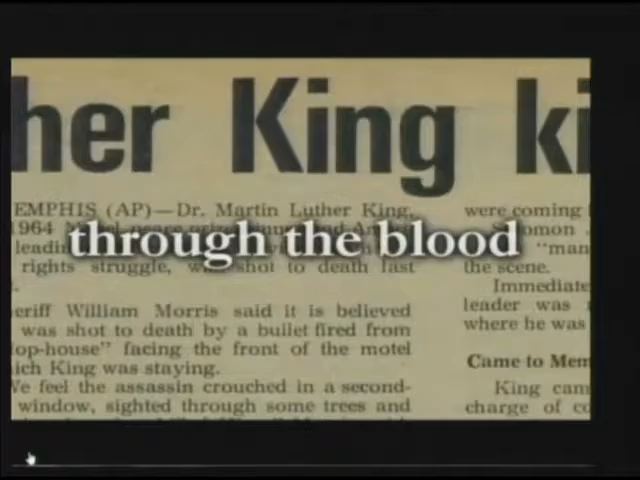 her King ki
EMPHIS (AP)—Dr. Martin Luther King,
1964
leadin
through the blood
rights struggle, was shot to death last
eriff William Morris said it is believed
was shot to death by a bullet fired from
op-house" facing the front of the motel
ich King was staying.
e feel the assassin crouched in a second-
window, sighted through some trees and
were coming
omon
"man
the scene.
Immediate
leader was
where he was
Came to Mem
King cam
charge of co